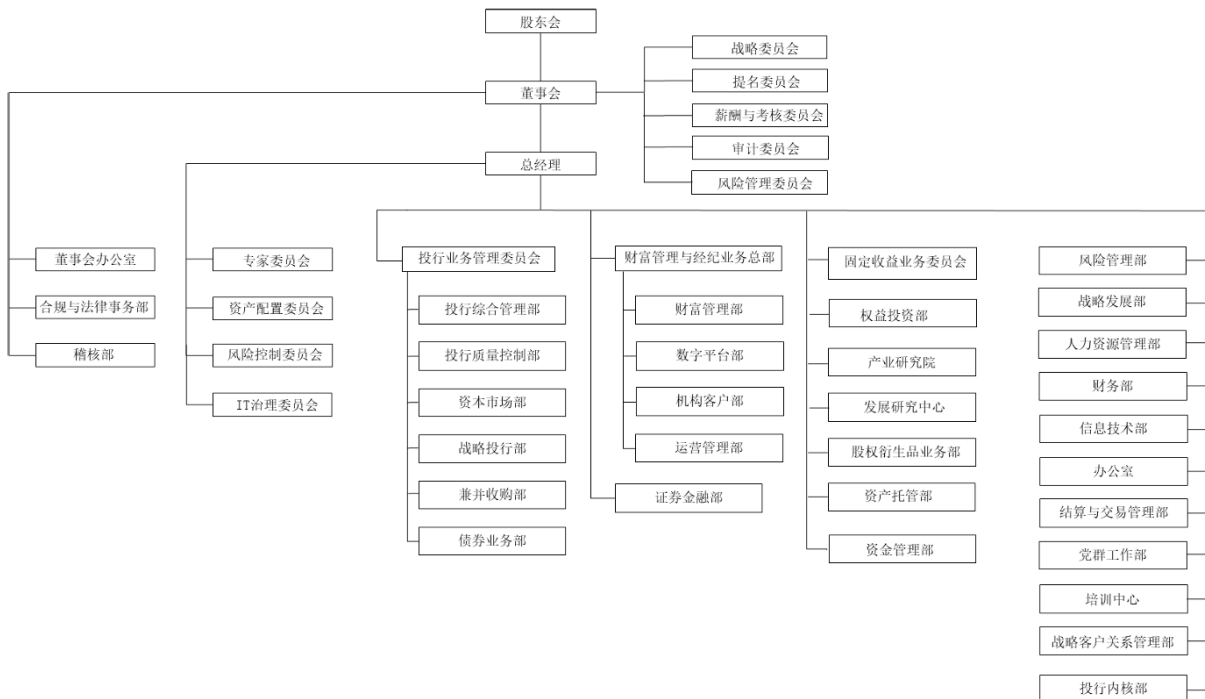 股东会
董事会
战略委员会
提名委员会
薪酬与考核委员会
审计委员会
风险管理委员会
总经理
董事会办公室
合规与法律事务部
稽核部
专家委员会
资产配置委员会
风险控制委员会
IT治理委员会
投行业务管理委员会
投行综合管理部
投行质量控制部
资本市场部
战略投行部
兼并收购部
债券业务部
财富管理与经纪业务总部
财富管理部
数字平台部
机构客户部
运营管理部
证券金融部
固定收益业务委员会
权益投资部
产业研究院
发展研究中心
股权衍生品业务部
资产托管部
资金管理部
风险管理部
战略发展部
人力资源管理部
财务部
信息技术部
办公室
结算与交易管理部
党群工作部
培训中心
战略客户关系管理部
投行内核部